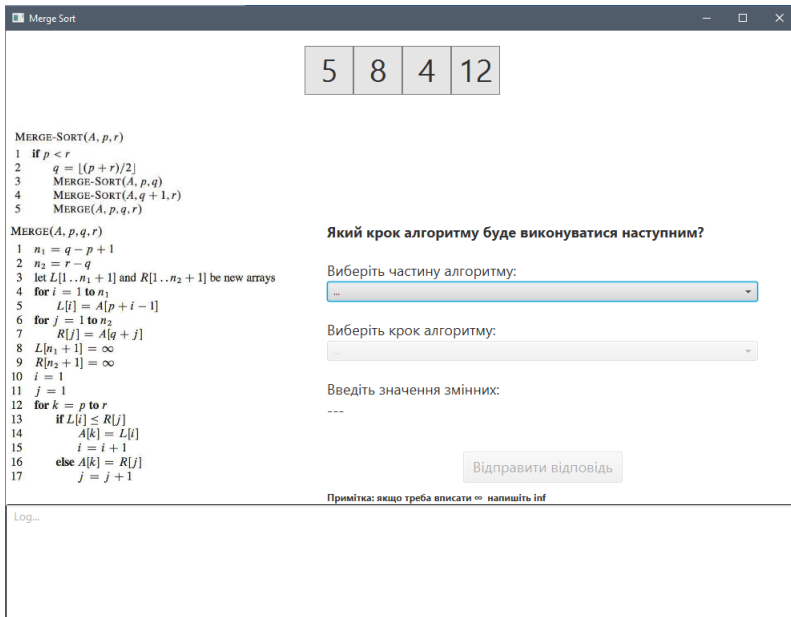 Merge Sort
5 8 4 12
MERGE-SORT(A, p, r)
1 if p < r
2 q = ⌊(p + r)/2⌋
3 MERGE-SORT(A, p, q)
4 MERGE-SORT(A, q + 1, r)
5 MERGE(A, p, q, r)
MERGE(A, p, q, r)
1 n₁ = q − p + 1
2 n₂ = r − q
3 let L[1..n₁ + 1] and R[1..n₂ + 1] be new arrays
4 for i = 1 to n₁
5 L[i] = A[p + i − 1]
6 for j = 1 to n₂
7 R[j] = A[q + j]
8 L[n₁ + 1] = ∞
9 R[n₂ + 1] = ∞
10 i = 1
11 j = 1
12 for k = p to r
13 if L[i] ≤ R[j]
14 A[k] = L[i]
15 i = i + 1
16 else A[k] = R[j]
17 j = j + 1
Який крок алгоритму буде виконуватися наступним?
Виберіть частину алгоритму:
...
Виберіть крок алгоритму:
...
Введіть значення змінних:
---
Відправити відповідь
Примітка: якщо треба вписати ∞ напишіть inf
Log...